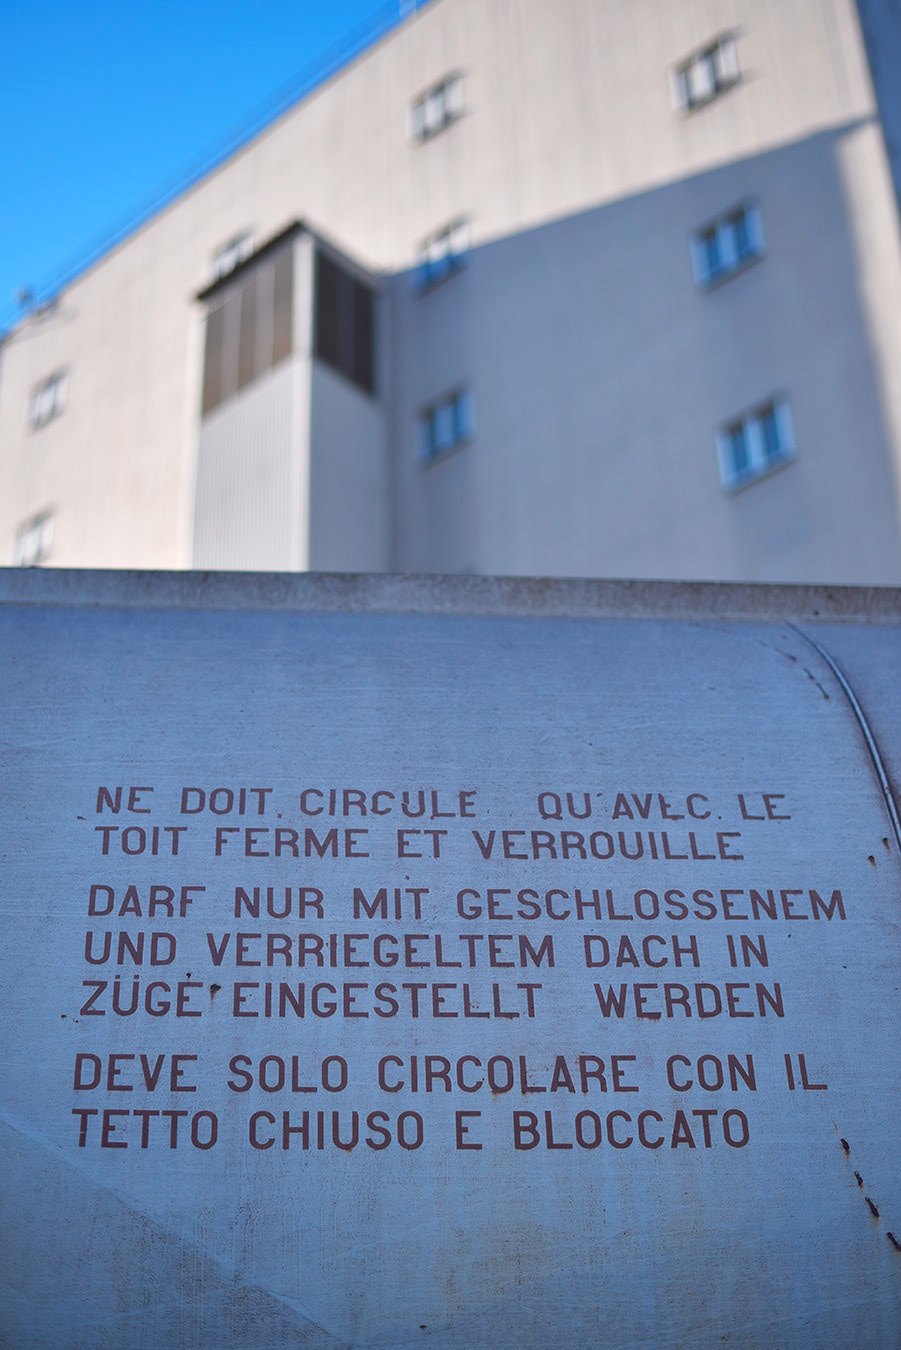 NE DOIT CIRCULE QU'AVEC LE
TOIT FERME ET VERROUILLE
DARF NUR MIT GESCHLOSSENEM
UND VERRIEGELTEM DACH IN
ZÜGE EINGESTELLT WERDEN
DEVE SOLO CIRCOLARE CON IL
TETTO CHIUSO E BLOCCATO